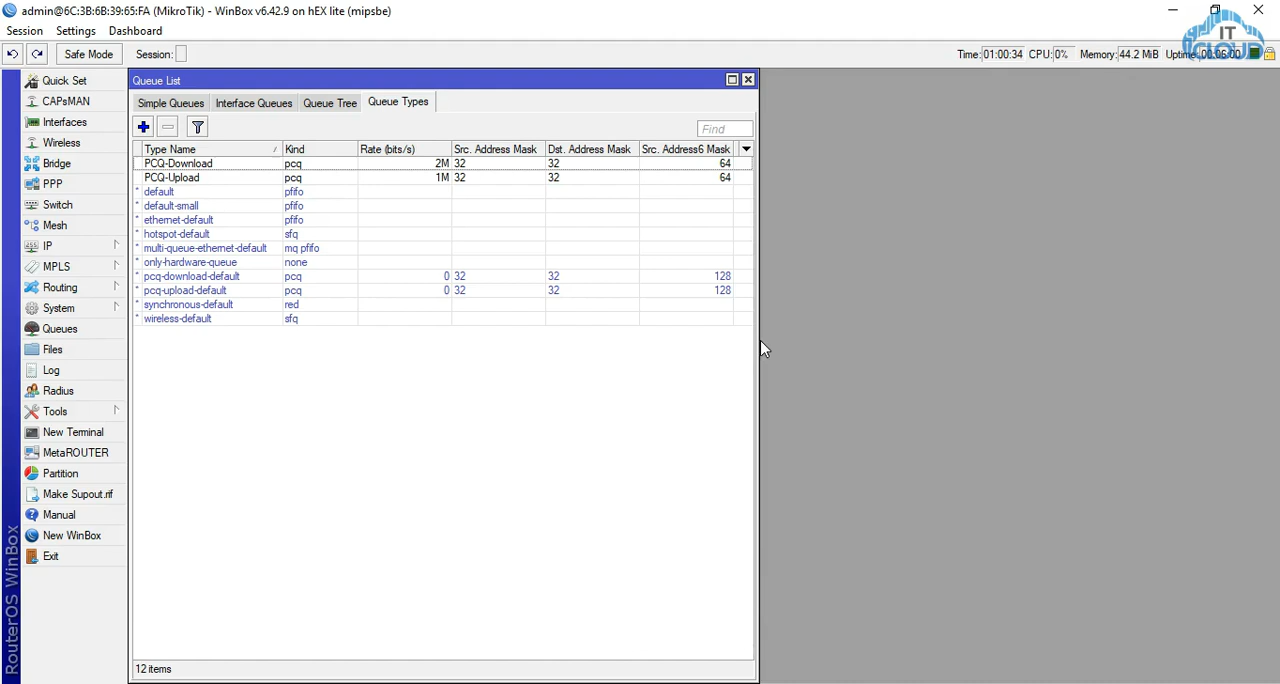 admin@6C:3B:6B:39:65:FA (MikroTik) - WinBox v6.42.9 on hEX lite (mipsbe)
Session Settings Dashboard
Safe Mode Session: Time: 01:00:34 CPU: 0% Memory: 44.2 MiB Uptime: 00:06:00
IT
CLOUD
Quick Set
CAPsMAN
Interfaces
Wireless
Bridge
PPP
Switch
Mesh
IP
MPLS
Routing
System
Queues
Files
Log
Radius
Tools
New Terminal
MetaROUTER
Partition
Make Supout.rif
Manual
New WinBox
Exit
RouterOS WinBox
Queue List
Simple Queues Interface Queues Queue Tree Queue Types
Find
Type Name / Kind Rate (bits/s) Src. Address Mask Dst. Address Mask Src. Address6 Mask
PCQ-Download pcq 2M 32 32 64
PCQ-Upload pcq 1M 32 32 64
* default pfifo
* default-small pfifo
* ethernet-default pfifo
* hotspot-default sfq
* multi-queue-ethernet-default mq pfifo
* only-hardware-queue none
* pcq-download-default pcq 0 32 32 128
* pcq-upload-default pcq 0 32 32 128
* synchronous-default red
* wireless-default sfq
12 items